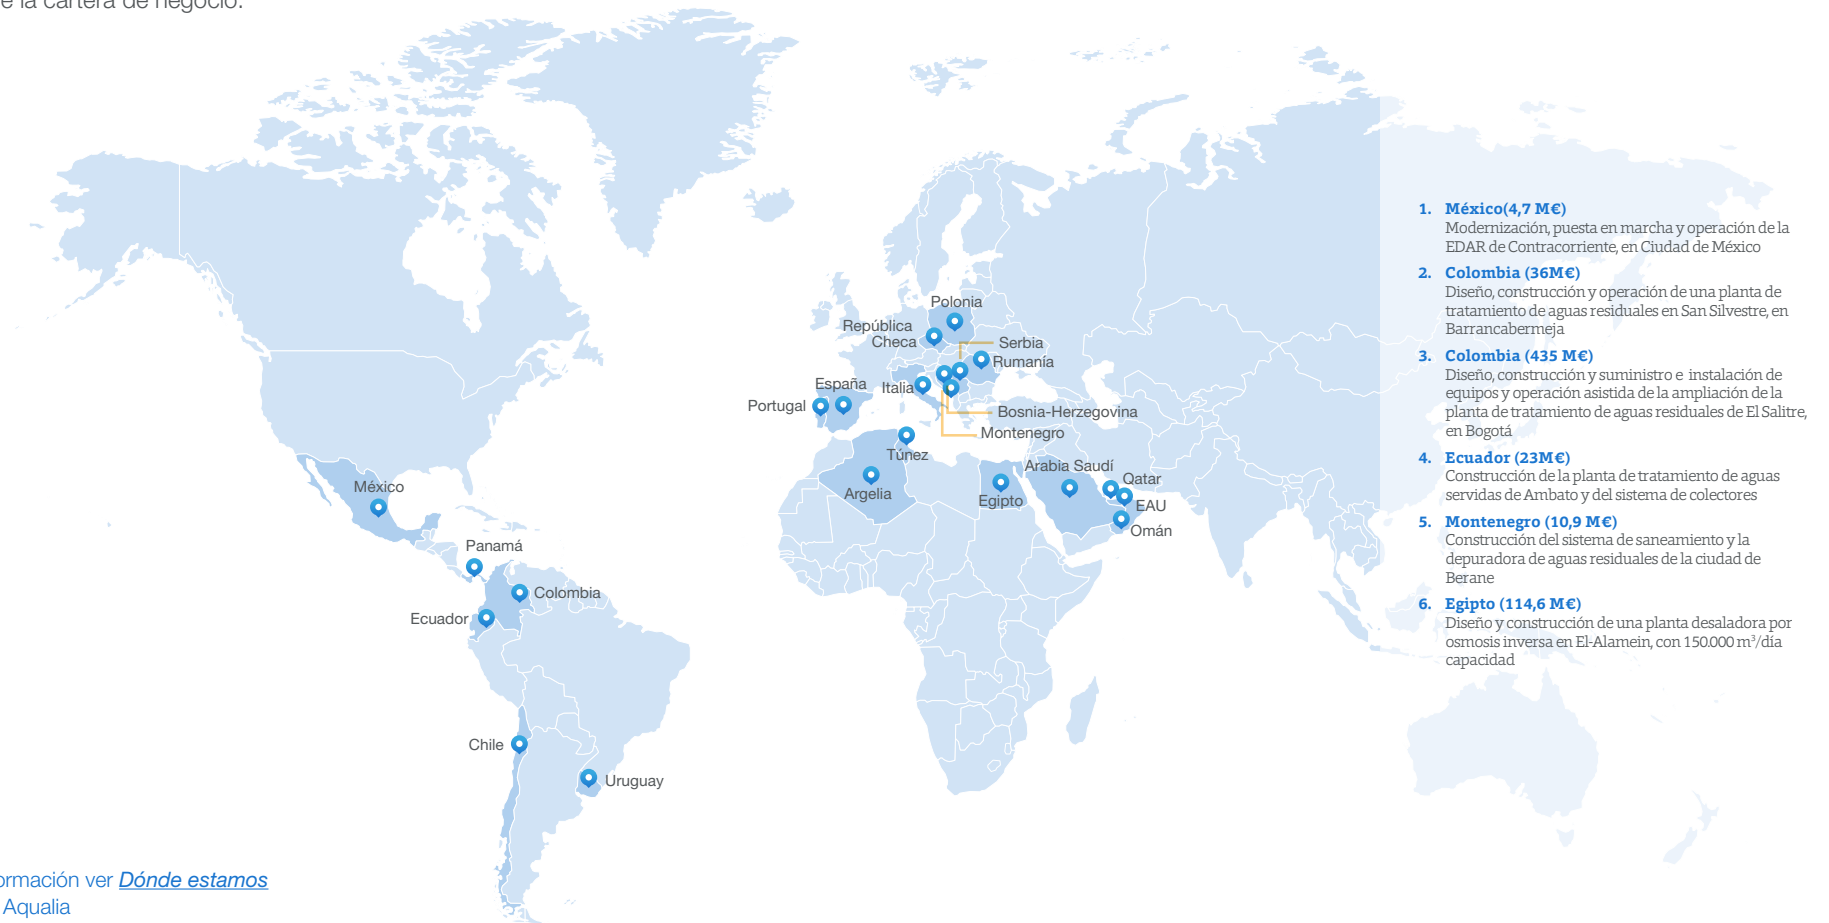 e la cartera de negocio.
Polonia
República
Checa
Serbia
Rumanía
España
Italia
Portugal
Bosnia-Herzegovina
Montenegro
Túnez
Arabia Saudí
Argelia
Egipto
Qatar
EAU
Omán
México
Panamá
Colombia
Ecuador
Chile
Uruguay
1. México(4,7 M€)
Modernización, puesta en marcha y operación de la
EDAR de Contracorriente, en Ciudad de México
2. Colombia (36M€)
Diseño, construcción y operación de una planta de
tratamiento de aguas residuales en San Silvestre, en
Barrancabermeja
3. Colombia (435 M€)
Diseño, construcción y suministro e instalación de
equipos y operación asistida de la ampliación de la
planta de tratamiento de aguas residuales de El Salitre,
en Bogotá
4. Ecuador (23M€)
Construcción de la planta de tratamiento de aguas
servidas de Ambato y del sistema de colectores
5. Montenegro (10,9 M€)
Construcción del sistema de saneamiento y la
depuradora de aguas residuales de la ciudad de
Berane
6. Egipto (114,6 M€)
Diseño y construcción de una planta desaladora por
osmosis inversa en El-Alamein, con 150.000 m³/día
capacidad
ormación ver Dónde estamos
Aqualia